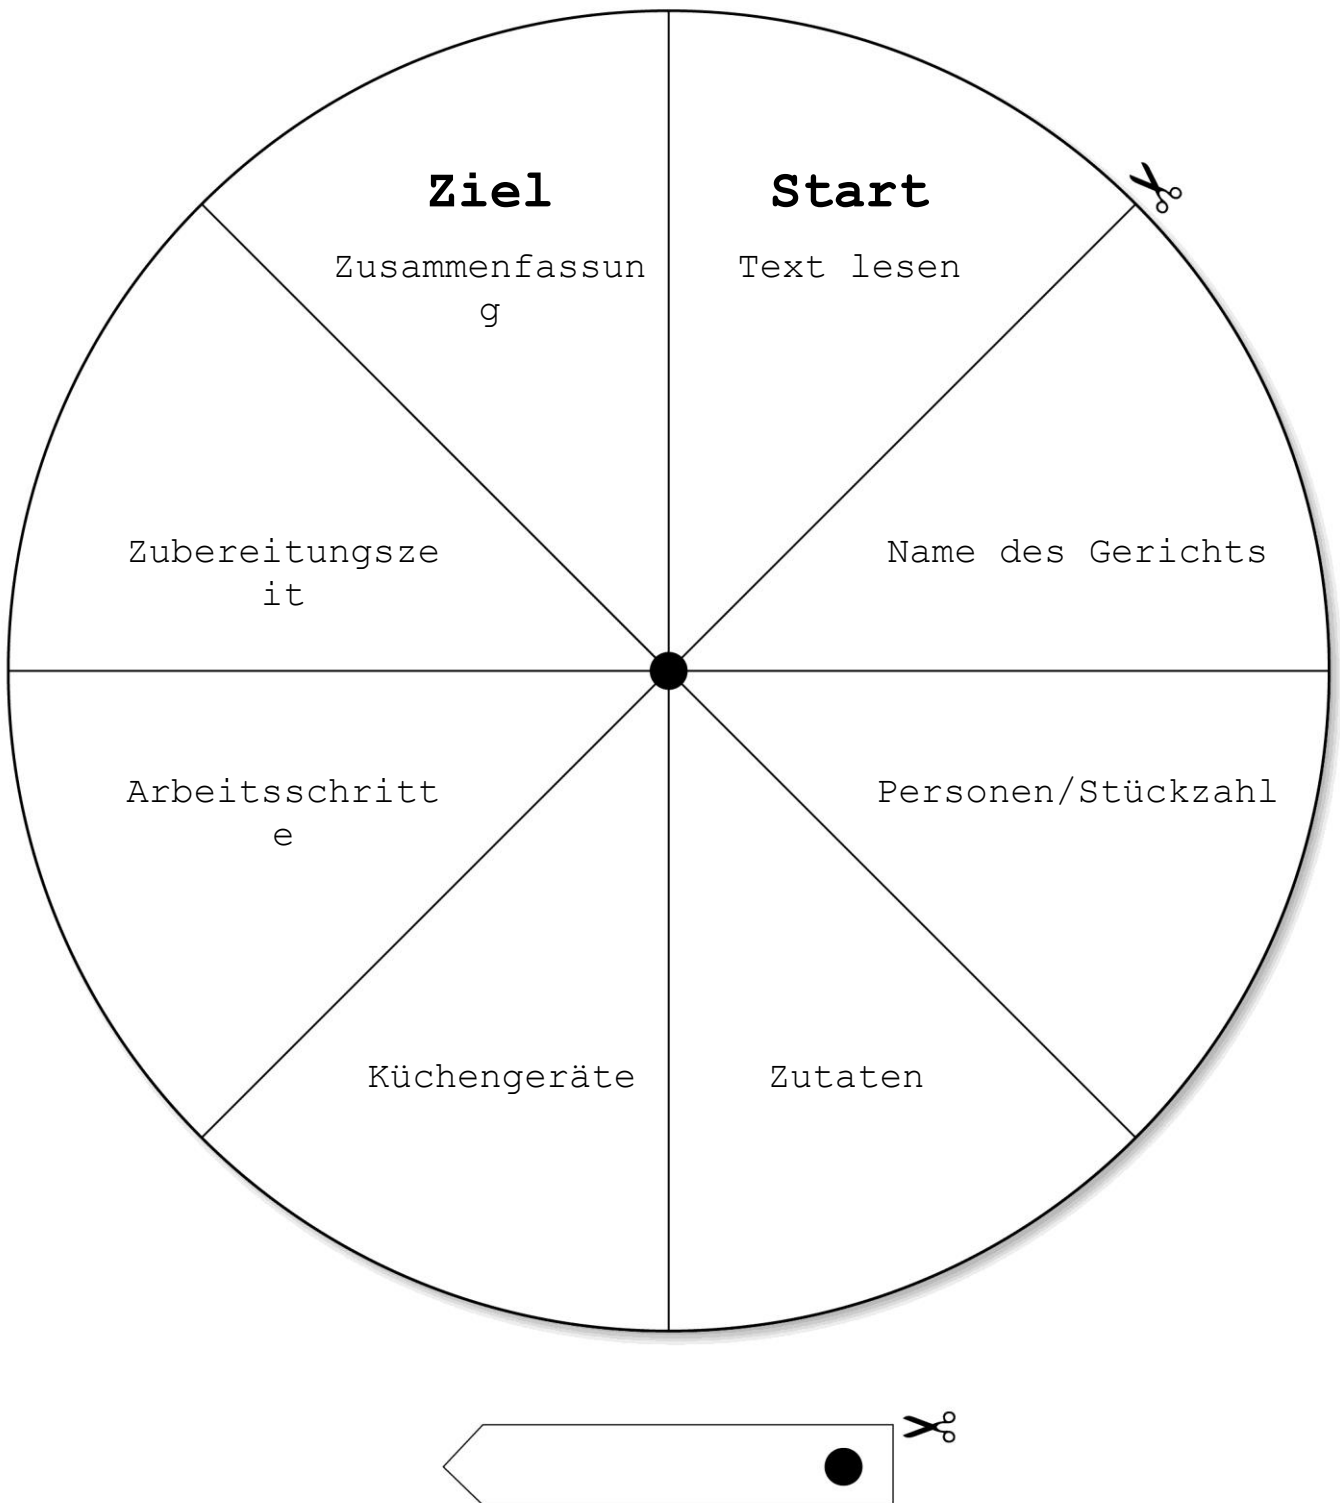 Ziel
Zusammenfassun
g
Start
Text lesen
Name des Gerichts
Personen/Stückzahl
Zutaten
Küchengeräte
Arbeitsschritt
e
Zubereitungsze
it